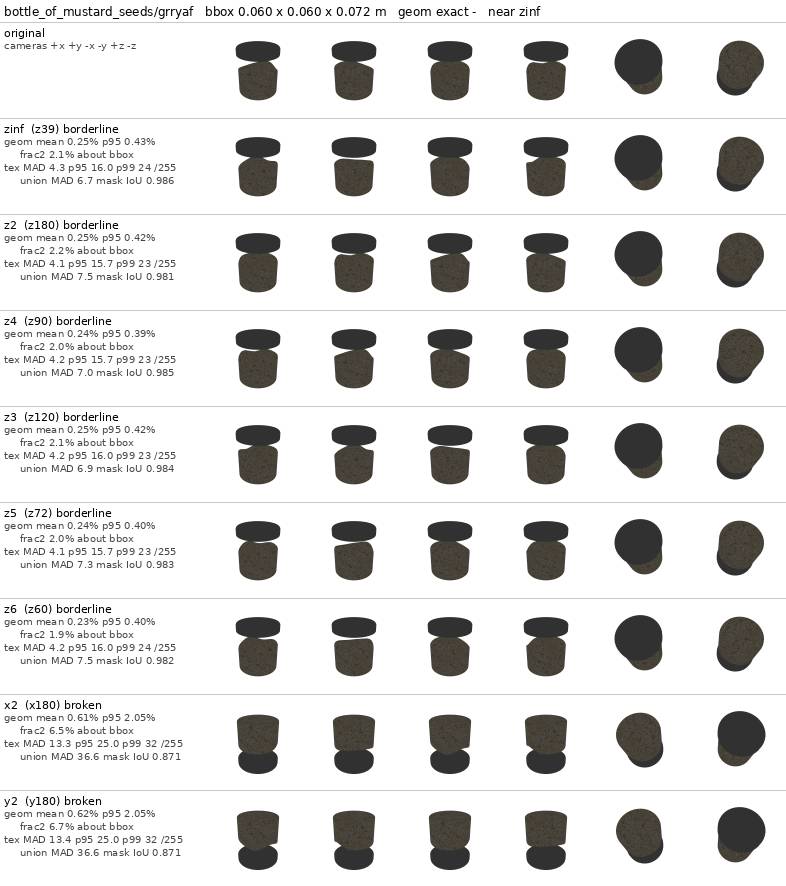 bottle_of_mustard_seeds/grryaf bbox 0.060 x 0.060 x 0.072 m geom exact - near zinf
original
cameras +x +y -x -y +z -z
zinf (z39) borderline
geom mean 0.25% p95 0.43%
frac2 2.1% about bbox
tex MAD 4.3 p95 16.0 p99 24 /255
union MAD 6.7 mask IoU 0.986
z2 (z180) borderline
geom mean 0.25% p95 0.42%
frac2 2.2% about bbox
tex MAD 4.1 p95 15.7 p99 23 /255
union MAD 7.5 mask IoU 0.981
z4 (z90) borderline
geom mean 0.24% p95 0.39%
frac2 2.0% about bbox
tex MAD 4.2 p95 15.7 p99 23 /255
union MAD 7.0 mask IoU 0.985
z3 (z120) borderline
geom mean 0.25% p95 0.42%
frac2 2.1% about bbox
tex MAD 4.2 p95 16.0 p99 23 /255
union MAD 6.9 mask IoU 0.984
z5 (z72) borderline
geom mean 0.24% p95 0.40%
frac2 2.0% about bbox
tex MAD 4.1 p95 15.7 p99 23 /255
union MAD 7.3 mask IoU 0.983
z6 (z60) borderline
geom mean 0.23% p95 0.40%
frac2 1.9% about bbox
tex MAD 4.2 p95 16.0 p99 24 /255
union MAD 7.5 mask IoU 0.982
x2 (x180) broken
geom mean 0.61% p95 2.05%
frac2 6.5% about bbox
tex MAD 13.3 p95 25.0 p99 32 /255
union MAD 36.6 mask IoU 0.871
y2 (y180) broken
geom mean 0.62% p95 2.05%
frac2 6.7% about bbox
tex MAD 13.4 p95 25.0 p99 32 /255
union MAD 36.6 mask IoU 0.871